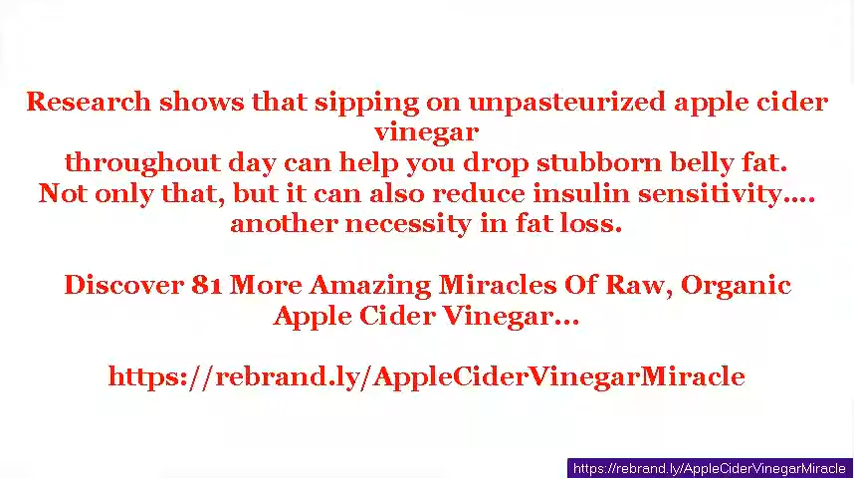 Research shows that sipping on unpasteurized apple cider
vinegar
throughout day can help you drop stubborn belly fat.
Not only that, but it can also reduce insulin sensitivity....
another necessity in fat loss.
Discover 81 More Amazing Miracles Of Raw, Organic
Apple Cider Vinegar...
https://rebrand.ly/AppleCiderVinegarMiracle
https://rebrand.ly/AppleCiderVinegarMiracle